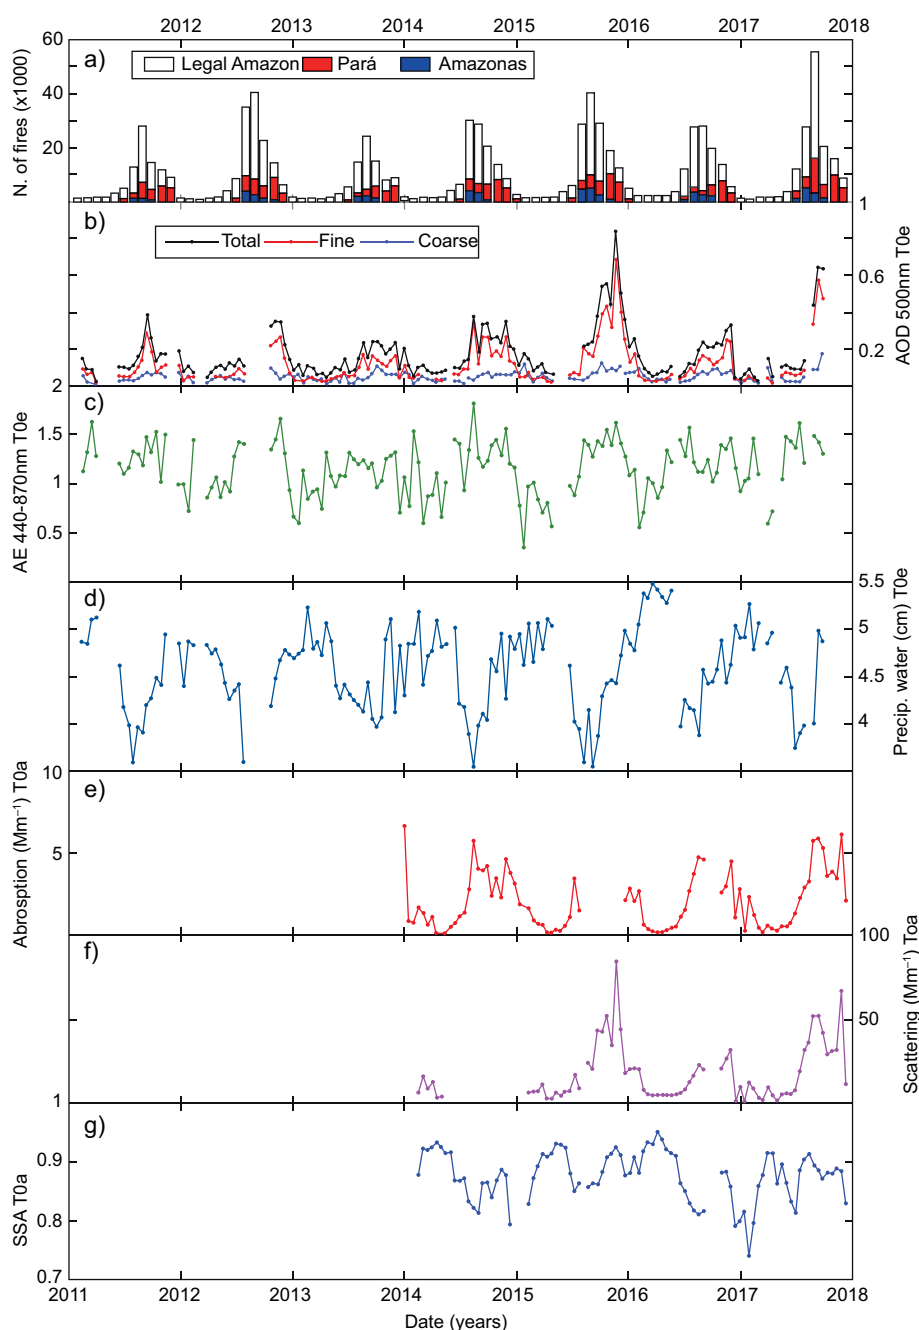 2012 2013 2014 2015 2016 2017 2018
60
a)
Legal Amazon Pará Amazonas
40
20
N. of fires (x1000)
1
b)
Total Fine Coarse
0.6
0.2
AOD 500nm T0e
2
c)
1.5
1
0.5
AE 440-870nm T0e
5.5
d)
5
4.5
4
Precip. water (cm) T0e
10
e)
5
Abrosption (Mm⁻¹) T0a
100
f)
50
Scattering (Mm⁻¹) Toa
1
g)
0.9
0.8
0.7
SSA T0a
2011 2012 2013 2014 2015 2016 2017 2018
Date (years)